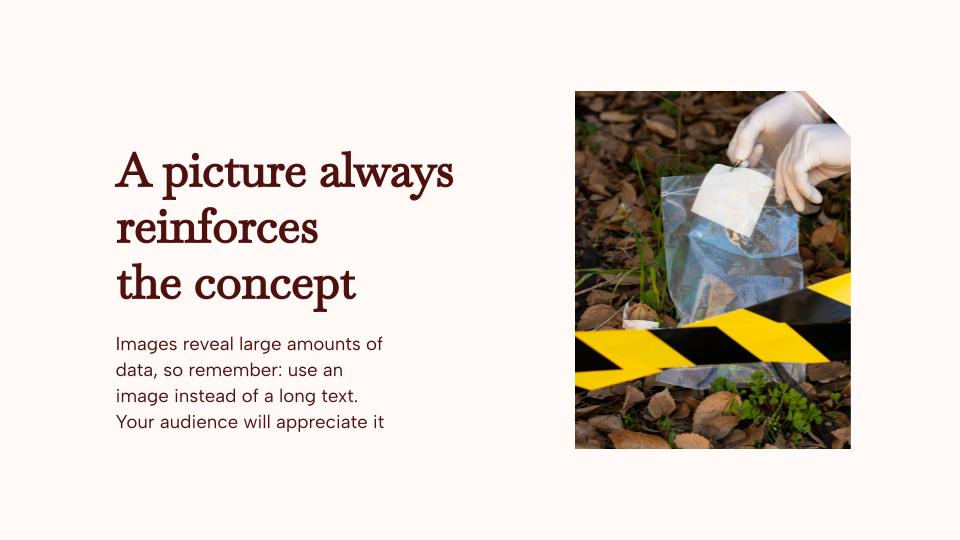 A picture always
reinforces
the concept
Images reveal large amounts of
data, so remember: use an
image instead of a long text.
Your audience will appreciate it